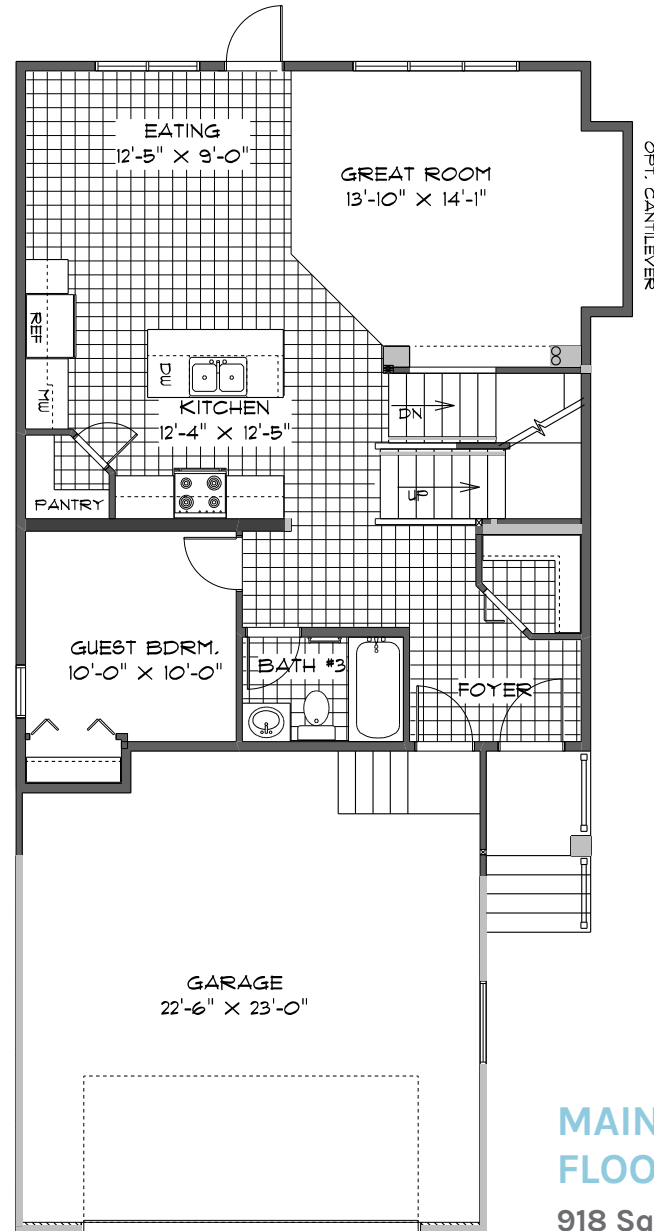 EATING
12'-5" X 9'-0"
GREAT ROOM
13'-10" X 14'-1"
OPT. CANTILEVER
REF
MW
DW
KITCHEN
12'-4" X 12'-5"
PANTRY
DN
UP
GUEST BDRM.
10'-0" X 10'-0"
BATH #3
FOYER
GARAGE
22'-6" X 23'-0"
MAIN
FLOO
918 Sq